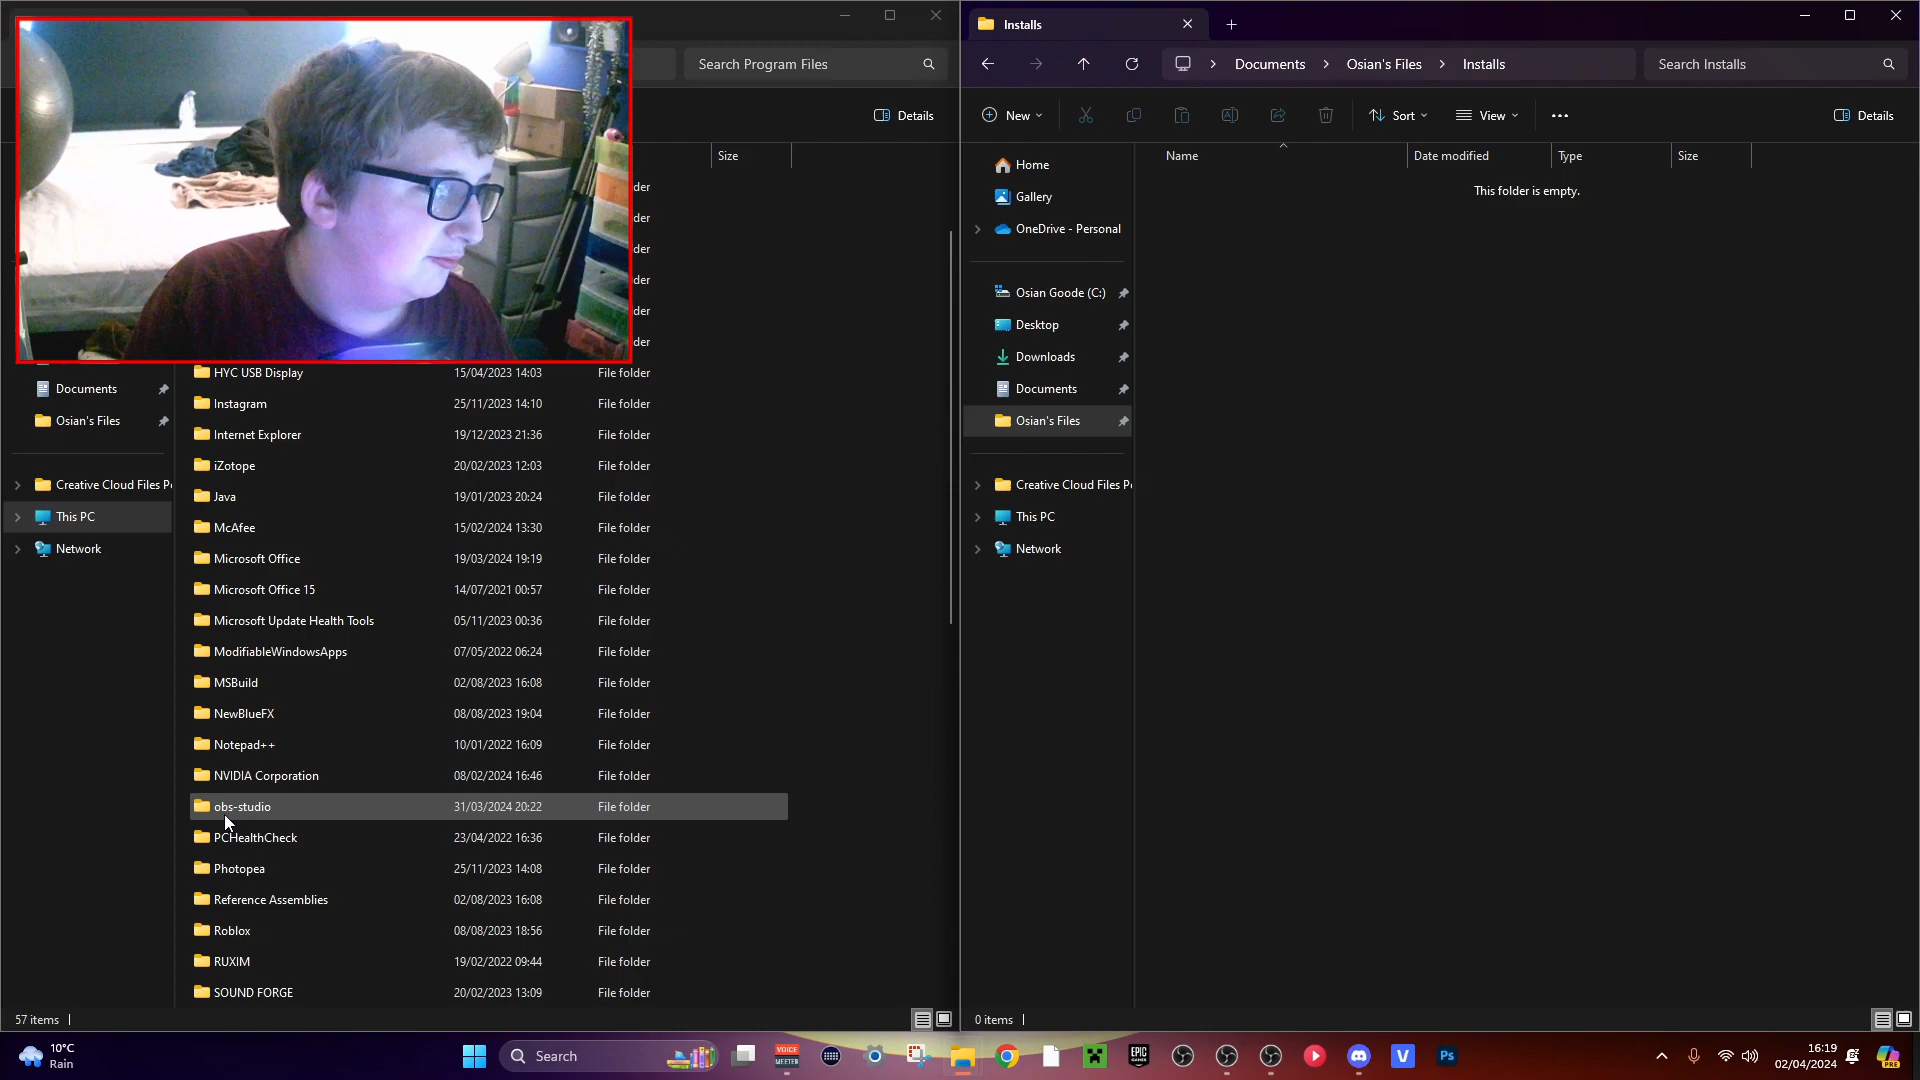 Search Program Files
Details
Size
der
der
der
der
der
der
HYC USB Display 15/04/2023 14:03 File folder
Instagram 25/11/2023 14:10 File folder
Internet Explorer 19/12/2023 21:36 File folder
iZotope 20/02/2023 12:03 File folder
Java 19/01/2023 20:24 File folder
McAfee 15/02/2024 13:30 File folder
Microsoft Office 19/03/2024 19:19 File folder
Microsoft Office 15 14/07/2021 00:57 File folder
Microsoft Update Health Tools 05/11/2023 00:36 File folder
ModifiableWindowsApps 07/05/2022 06:24 File folder
MSBuild 02/08/2023 16:08 File folder
NewBlueFX 08/08/2023 19:04 File folder
Notepad++ 10/01/2022 16:09 File folder
NVIDIA Corporation 08/02/2024 16:46 File folder
obs-studio 31/03/2024 20:22 File folder
PCHealthCheck 23/04/2022 16:36 File folder
Photopea 25/11/2023 14:08 File folder
Reference Assemblies 02/08/2023 16:08 File folder
Roblox 08/08/2023 18:56 File folder
RUXIM 19/02/2022 09:44 File folder
SOUND FORGE 20/02/2023 13:09 File folder
Documents
Osian's Files
Creative Cloud Files Pe
This PC
Network
57 items
Installs
Documents > Osian's Files > Installs
Search Installs
New
Sort
View
Details
Name Date modified Type Size
This folder is empty.
Home
Gallery
OneDrive - Personal
Osian Goode (C:)
Desktop
Downloads
Documents
Osian's Files
Creative Cloud Files Pe
This PC
Network
0 items
10°C
Rain
Search
VOICE
MEETER
EPIC
GAMES
V
Ps
16:19
02/04/2024
PRE